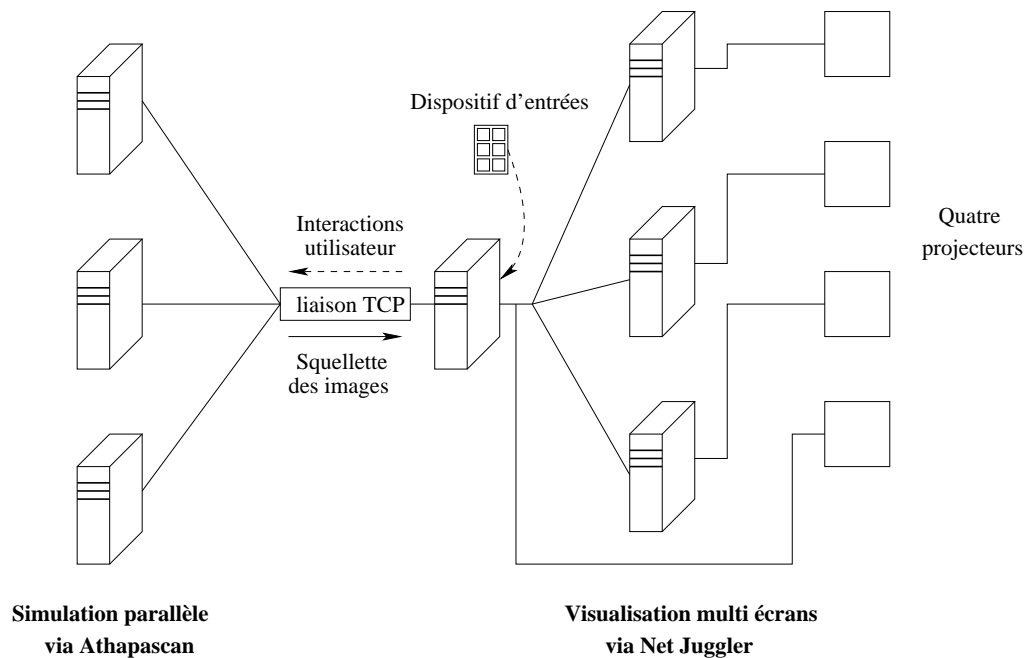 Dispositif d'entrées
Interactions
utilisateur
liaison TCP
Squellette
des images
Quatre
projecteurs
Simulation parallèle
via Athapascan
Visualisation multi écrans
via Net Juggler